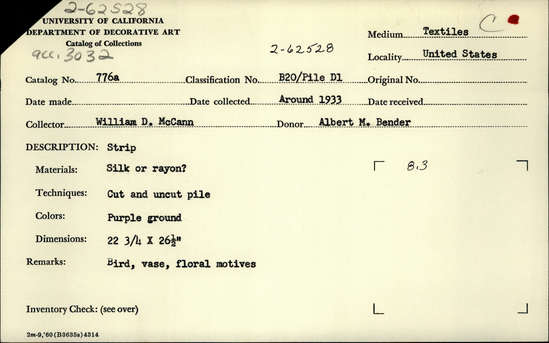 2-62528
UNIVERSITY OF CALIFORNIA
DEPARTMENT OF DECORATIVE ART
Catalog of Collections
acc. 3032
2-62528
Medium Textiles C
Locality United States
Catalog No. 776a Classification No. B20/Pile D1 Original No.
Date made Date collected Around 1933 Date received
Collector William D. McCann Donor Albert M. Bender
DESCRIPTION: Strip
Materials: Silk or rayon? 8.3
Techniques: Cut and uncut pile
Colors: Purple ground
Dimensions: 22 3/4 X 26½"
Remarks: Bird, vase, floral motives
Inventory Check: (see over)
2m-9,'60(B3635s)4314